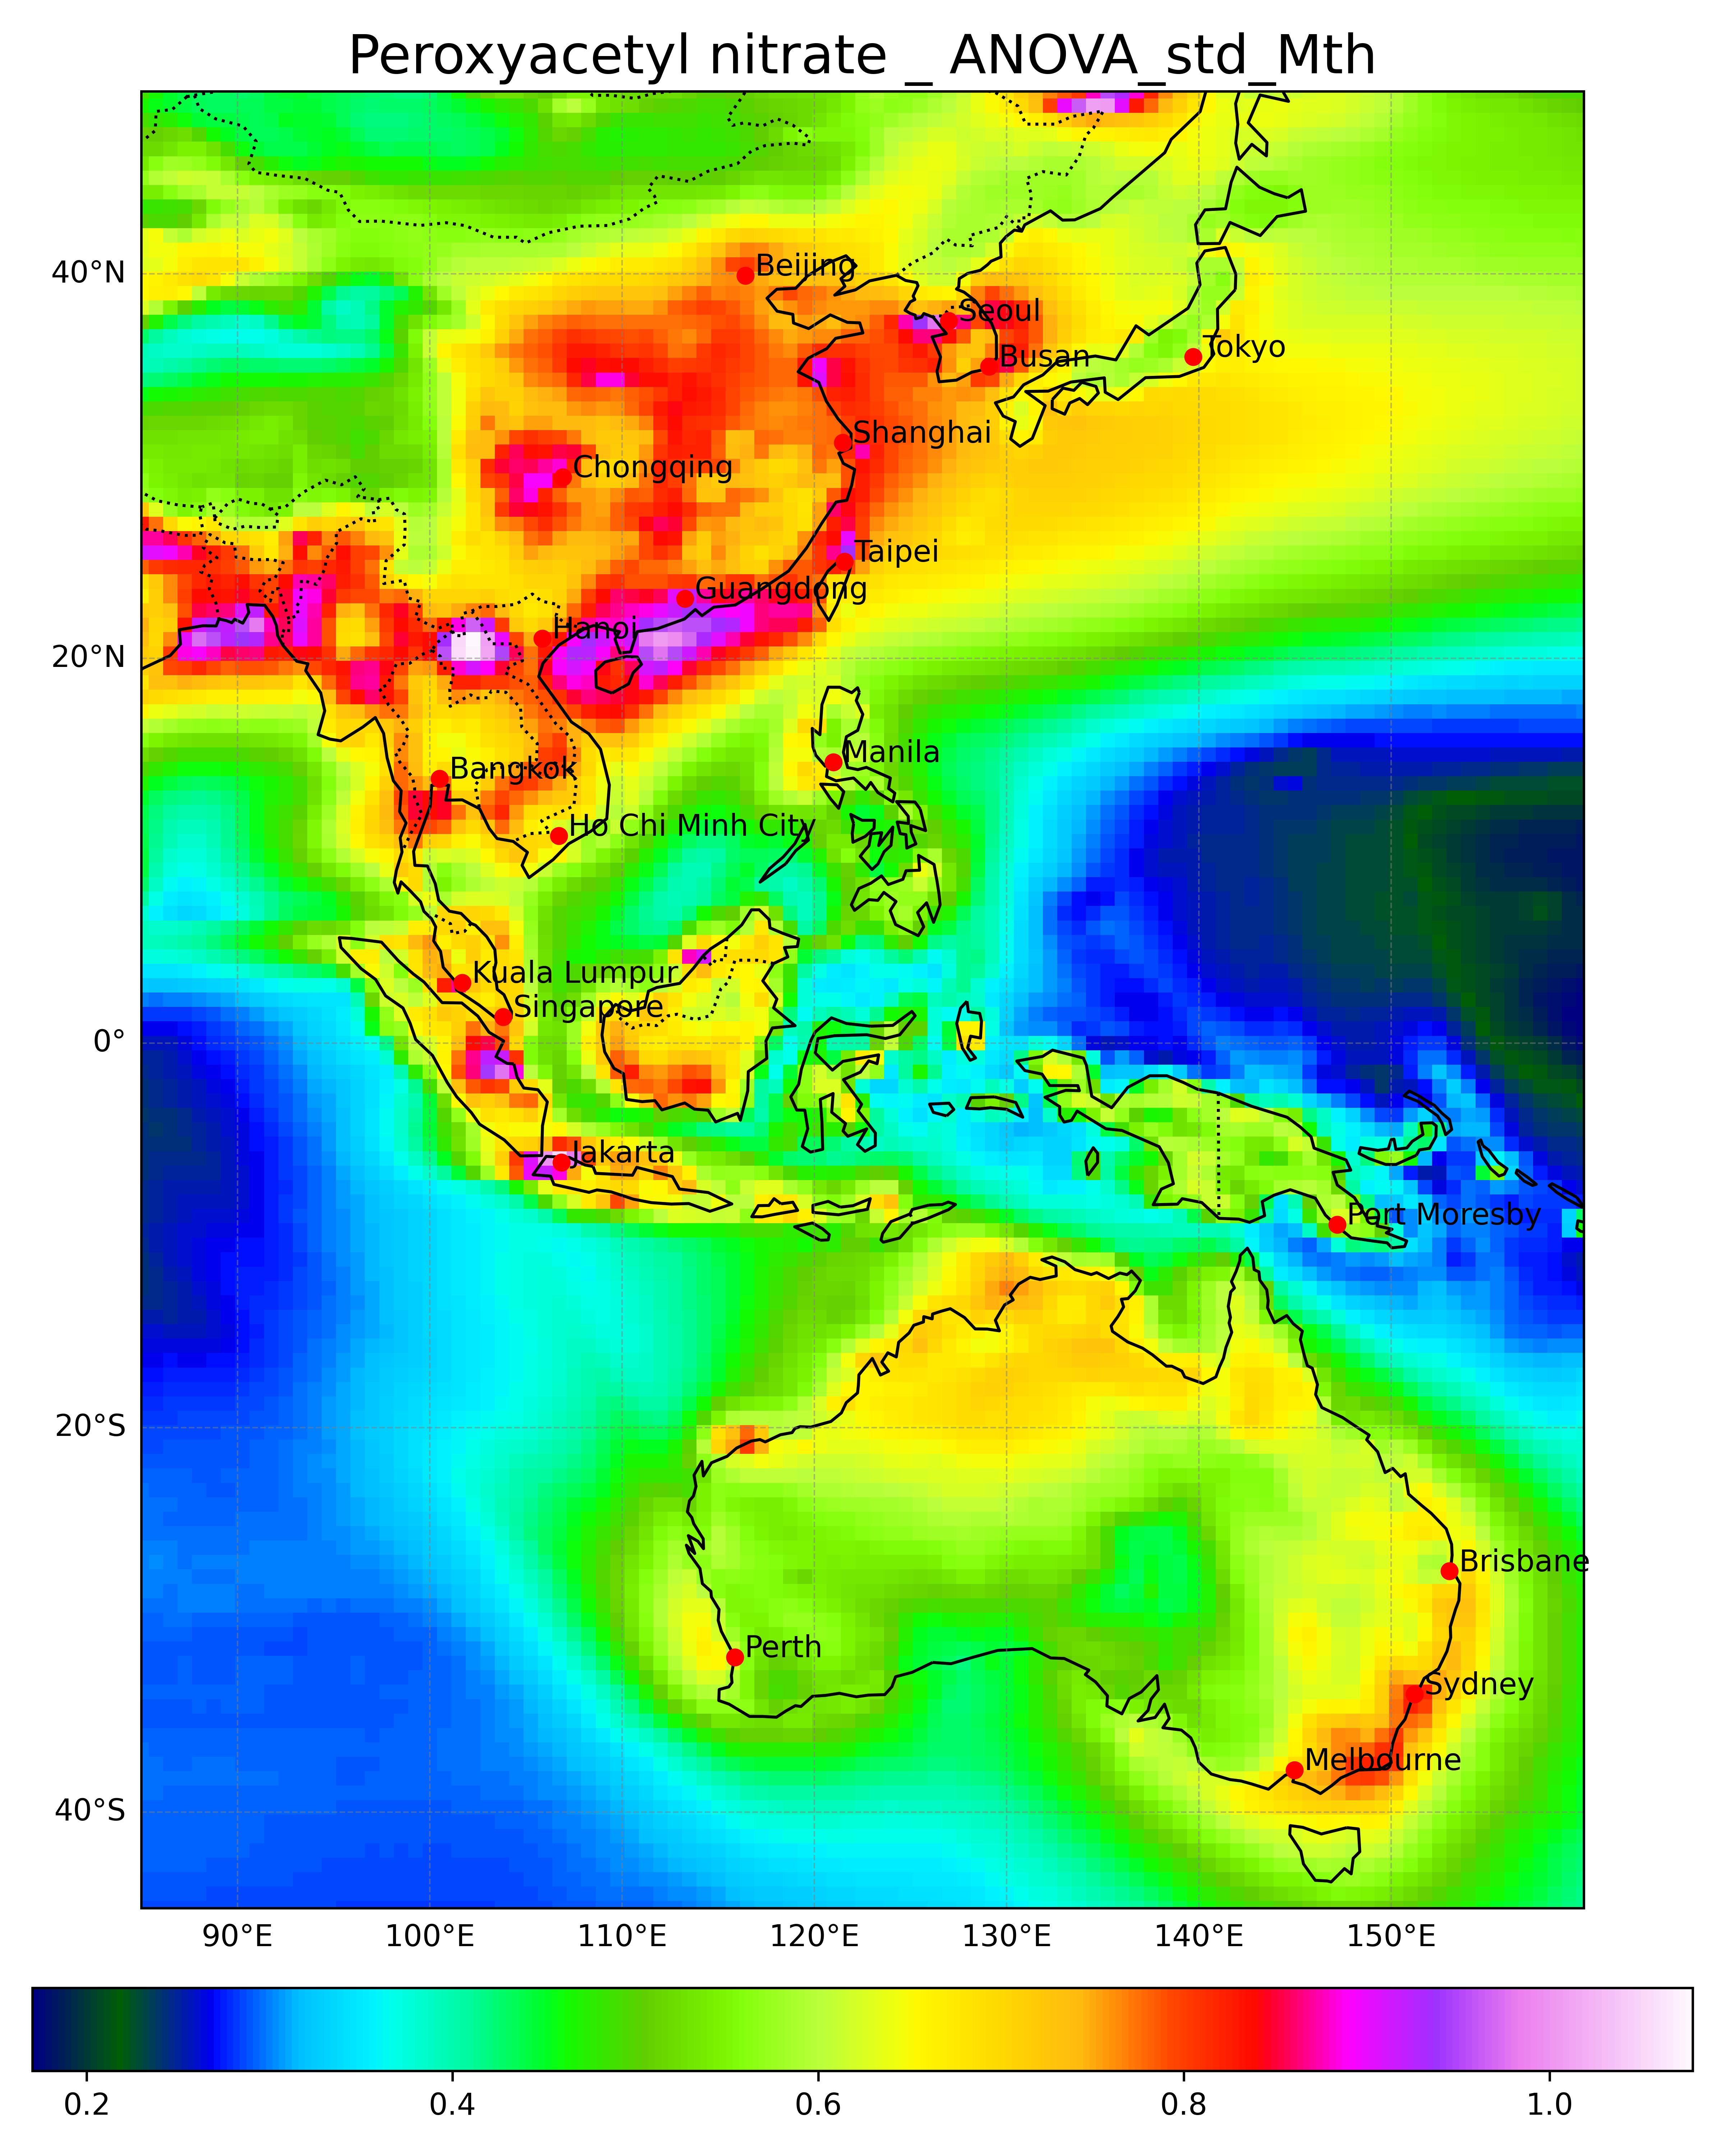 Peroxyacetyl nitrate _ ANOVA_std_Mth
40°N
20°N
0°
20°S
40°S
Beijing
Seoul
Busan
Tokyo
Shanghai
Chongqing
Taipei
Guangdong
Hanoi
Manila
Bangkok
Ho Chi Minh City
Kuala Lumpur
Singapore
Jakarta
Port Moresby
Brisbane
Perth
Sydney
Melbourne
90°E 100°E 110°E 120°E 130°E 140°E 150°E
0.2 0.4 0.6 0.8 1.0